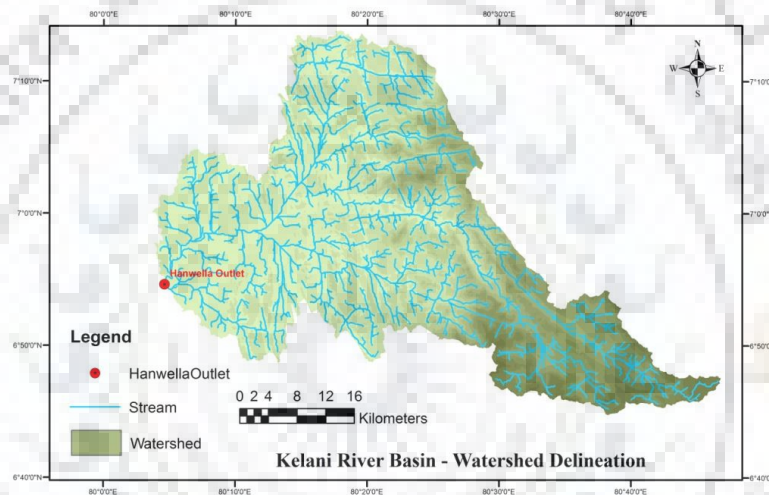 80°0'0"E 80°10'0"E 80°20'0"E 80°30'0"E 80°40'0"E
N
W E
S
7°10'0"N 7°10'0"N
7°0'0"N 7°0'0"N
Hanwella Outlet
Legend
6°50'0"N 6°50'0"N
HanwellaOutlet
Stream
Watershed
0 2 4 8 12 16
Kilometers
Kelani River Basin - Watershed Delineation
6°40'0"N 6°40'0"N
80°0'0"E 80°10'0"E 80°20'0"E 80°30'0"E 80°40'0"E